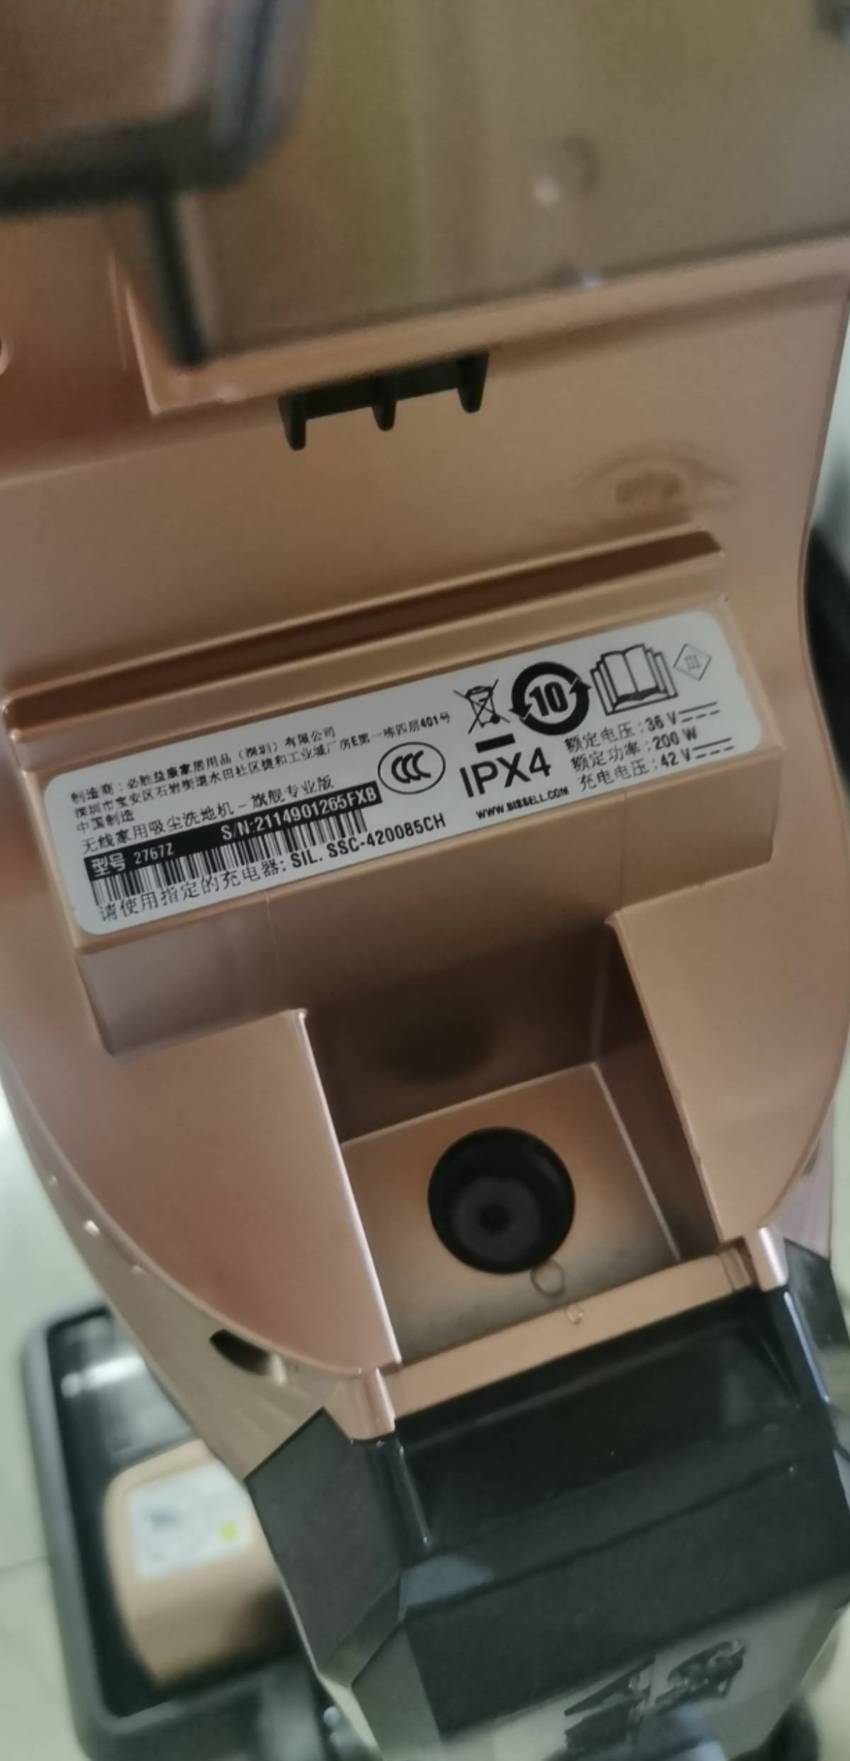 制造商：必胜益康家居用品（深圳）有限公司
深圳市宝安区石岩街道水田社区捷和工业城厂房E第一栋四层401号
中国制造
无线家用吸尘洗地机－旗舰专业版
型号 2767Z S/N:2114901265FXB
请使用指定的充电器: SIL. SSC-420085CH
CCC
10
IPX4
WWW.BISSELL.COM
额定电压：36 V
额定功率：200 W
充电电压：42 V